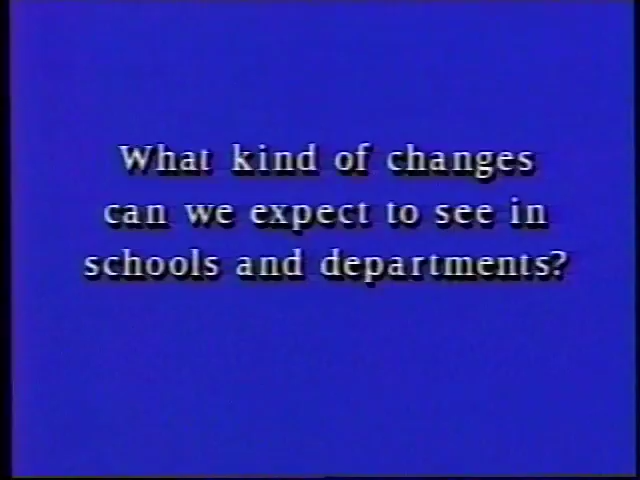 What kind of changes
can we expect to see in
schools and departments?